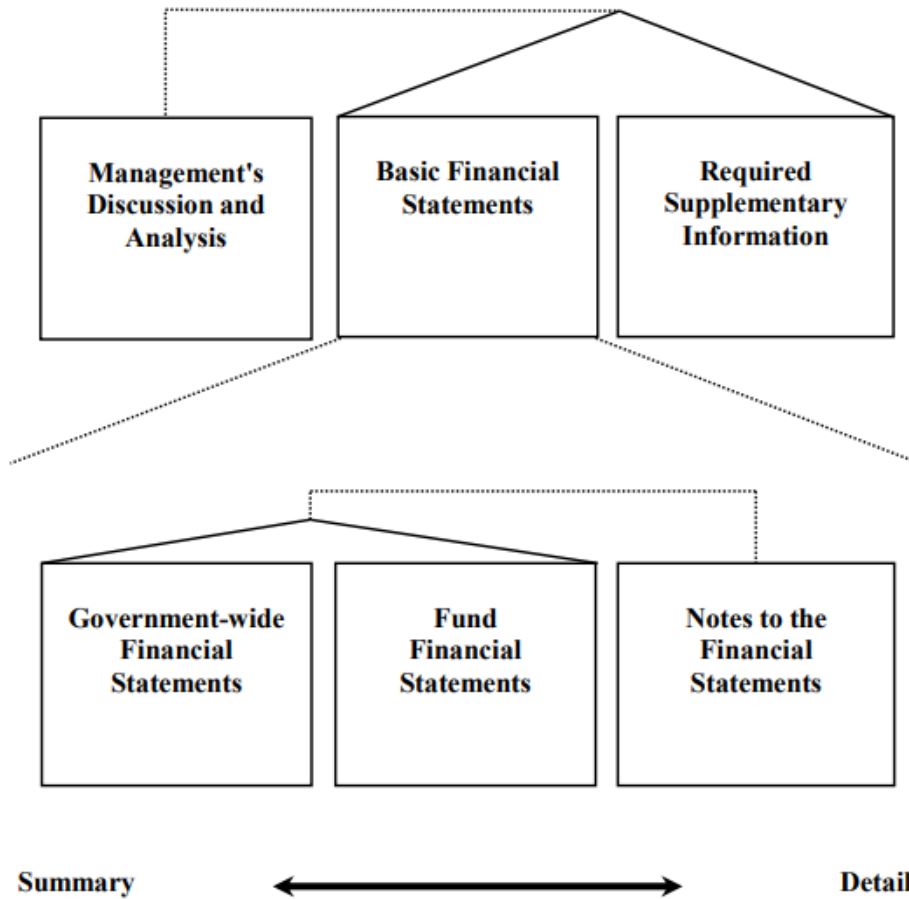 Management's
Discussion and
Analysis
Basic Financial
Statements
Required
Supplementary
Information
Government-wide
Financial
Statements
Fund
Financial
Statements
Notes to the
Financial
Statements
Summary
Detail